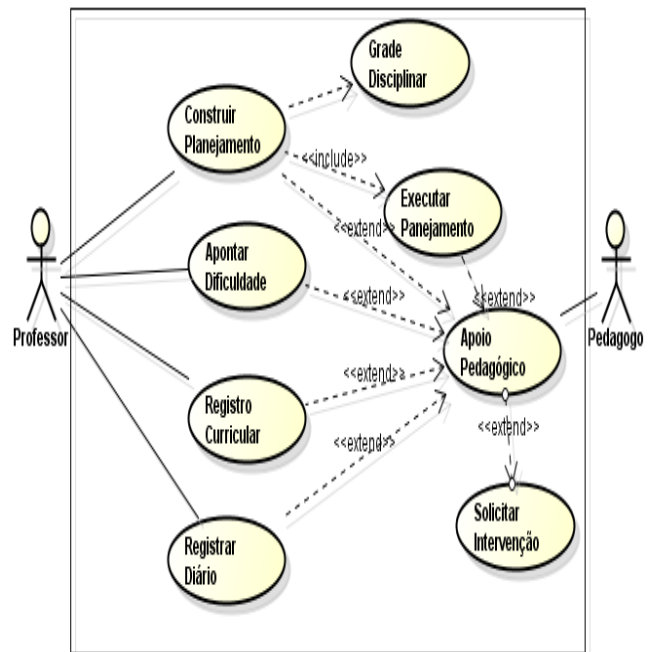 Grade
Disciplinar
Construir
Planejamento
<<include>>
Executar
Panejamento
<<extend>>
Apontar
Dificuldade
<<extend>>
<<extend>>
Professor
Pedagogo
Apoio
Pedagógico
<<extend>>
Registro
Curricular
<<extend>>
<<extend>>
Solicitar
Intervenção
Registrar
Diário